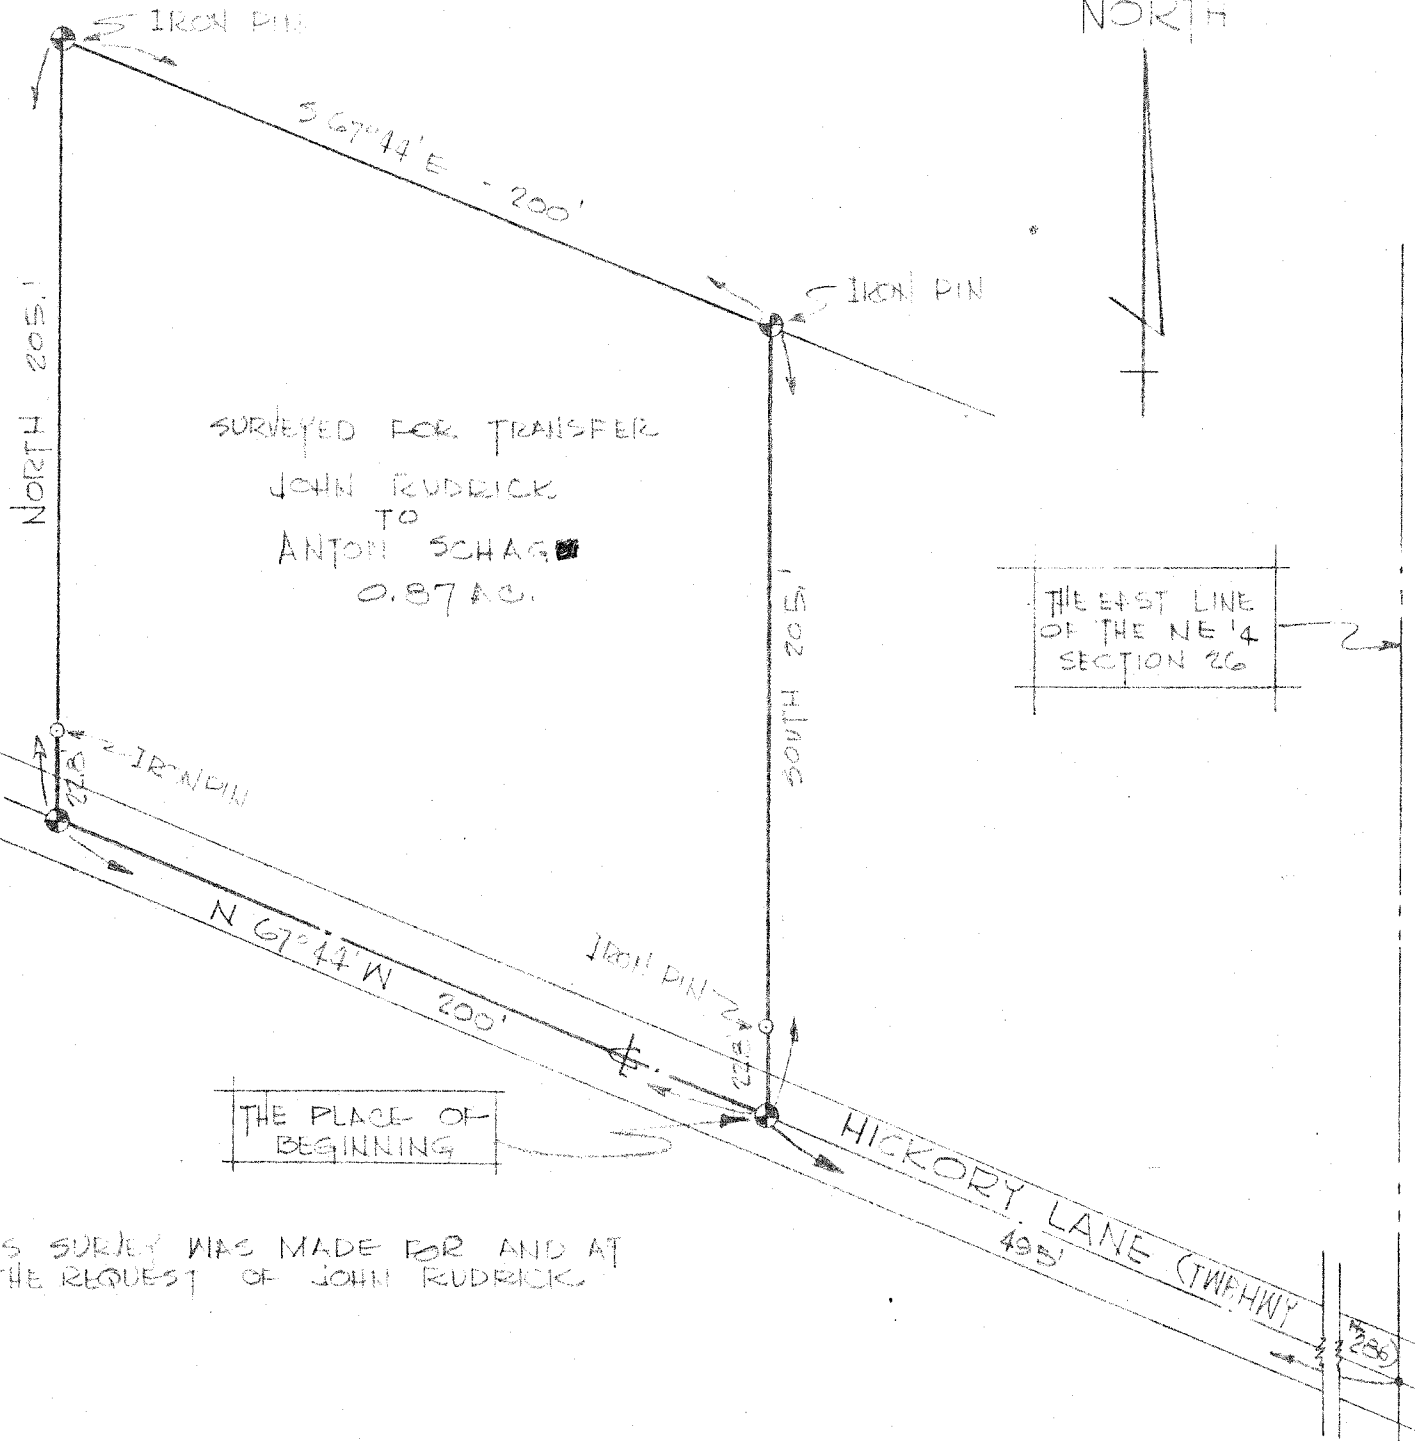 IRON PIN
NORTH
S 67°44' E - 200'
IRON PIN
NORTH 205.'
SURVEYED FOR TRANSFER
JOHN RUDRICK
TO
ANTON SCHAG
0.87 AC.
SOUTH 205.'
THE EAST LINE
OF THE NE 1/4
SECTION 26
IRON PIN
22.8'
N 67°44' W 200'
IRON PIN
22.8'
THE PLACE OF
BEGINNING
HICKORY LANE (TWP HWY #286)
495'
S SURVEY WAS MADE FOR AND AT
THE REQUEST OF JOHN RUDRICK